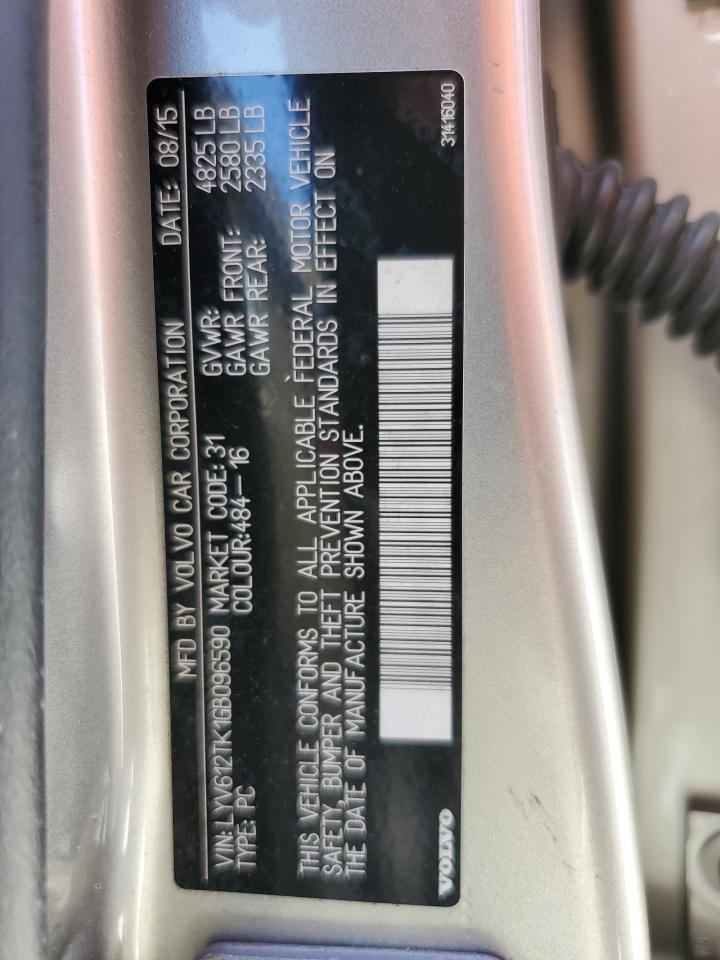 MFD BY VOLVO CAR CORPORATION DATE: 08/15
VIN: LYV612TK1GB096590 MARKET CODE: 31 GVWR: 4825 LB
TYPE: PC COLOUR:484-16 GAWR FRONT: 2580 LB
GAWR REAR: 2335 LB
THIS VEHICLE CONFORMS TO ALL APPLICABLE FEDERAL MOTOR VEHICLE
SAFETY, BUMPER AND THEFT PREVENTION STANDARDS IN EFFECT ON
THE DATE OF MANUFACTURE SHOWN ABOVE.
VOLVO 31416040